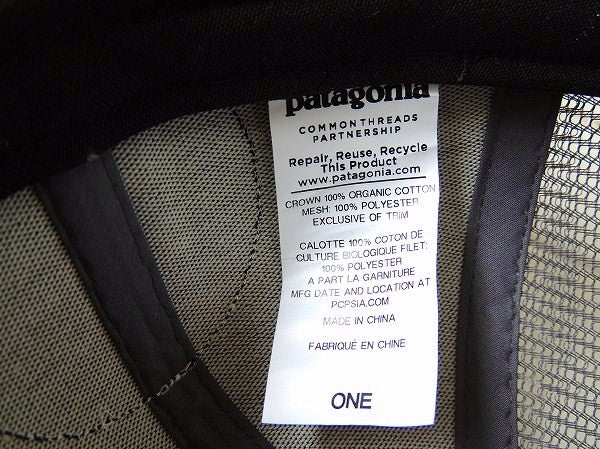 patagonia
COMMON THREADS
PARTNERSHIP
Repair, Reuse, Recycle
This Product
www.patagonia.com
CROWN 100% ORGANIC COTTON
MESH: 100% POLYESTER
EXCLUSIVE OF TRIM
CALOTTE 100% COTON DE
CULTURE BIOLOGIQUE FILET:
100% POLYESTER
A PART LA GARNITURE
MFG DATE AND LOCATION AT
PCPSIA.COM
MADE IN CHINA
FABRIQUÉ EN CHINE
ONE